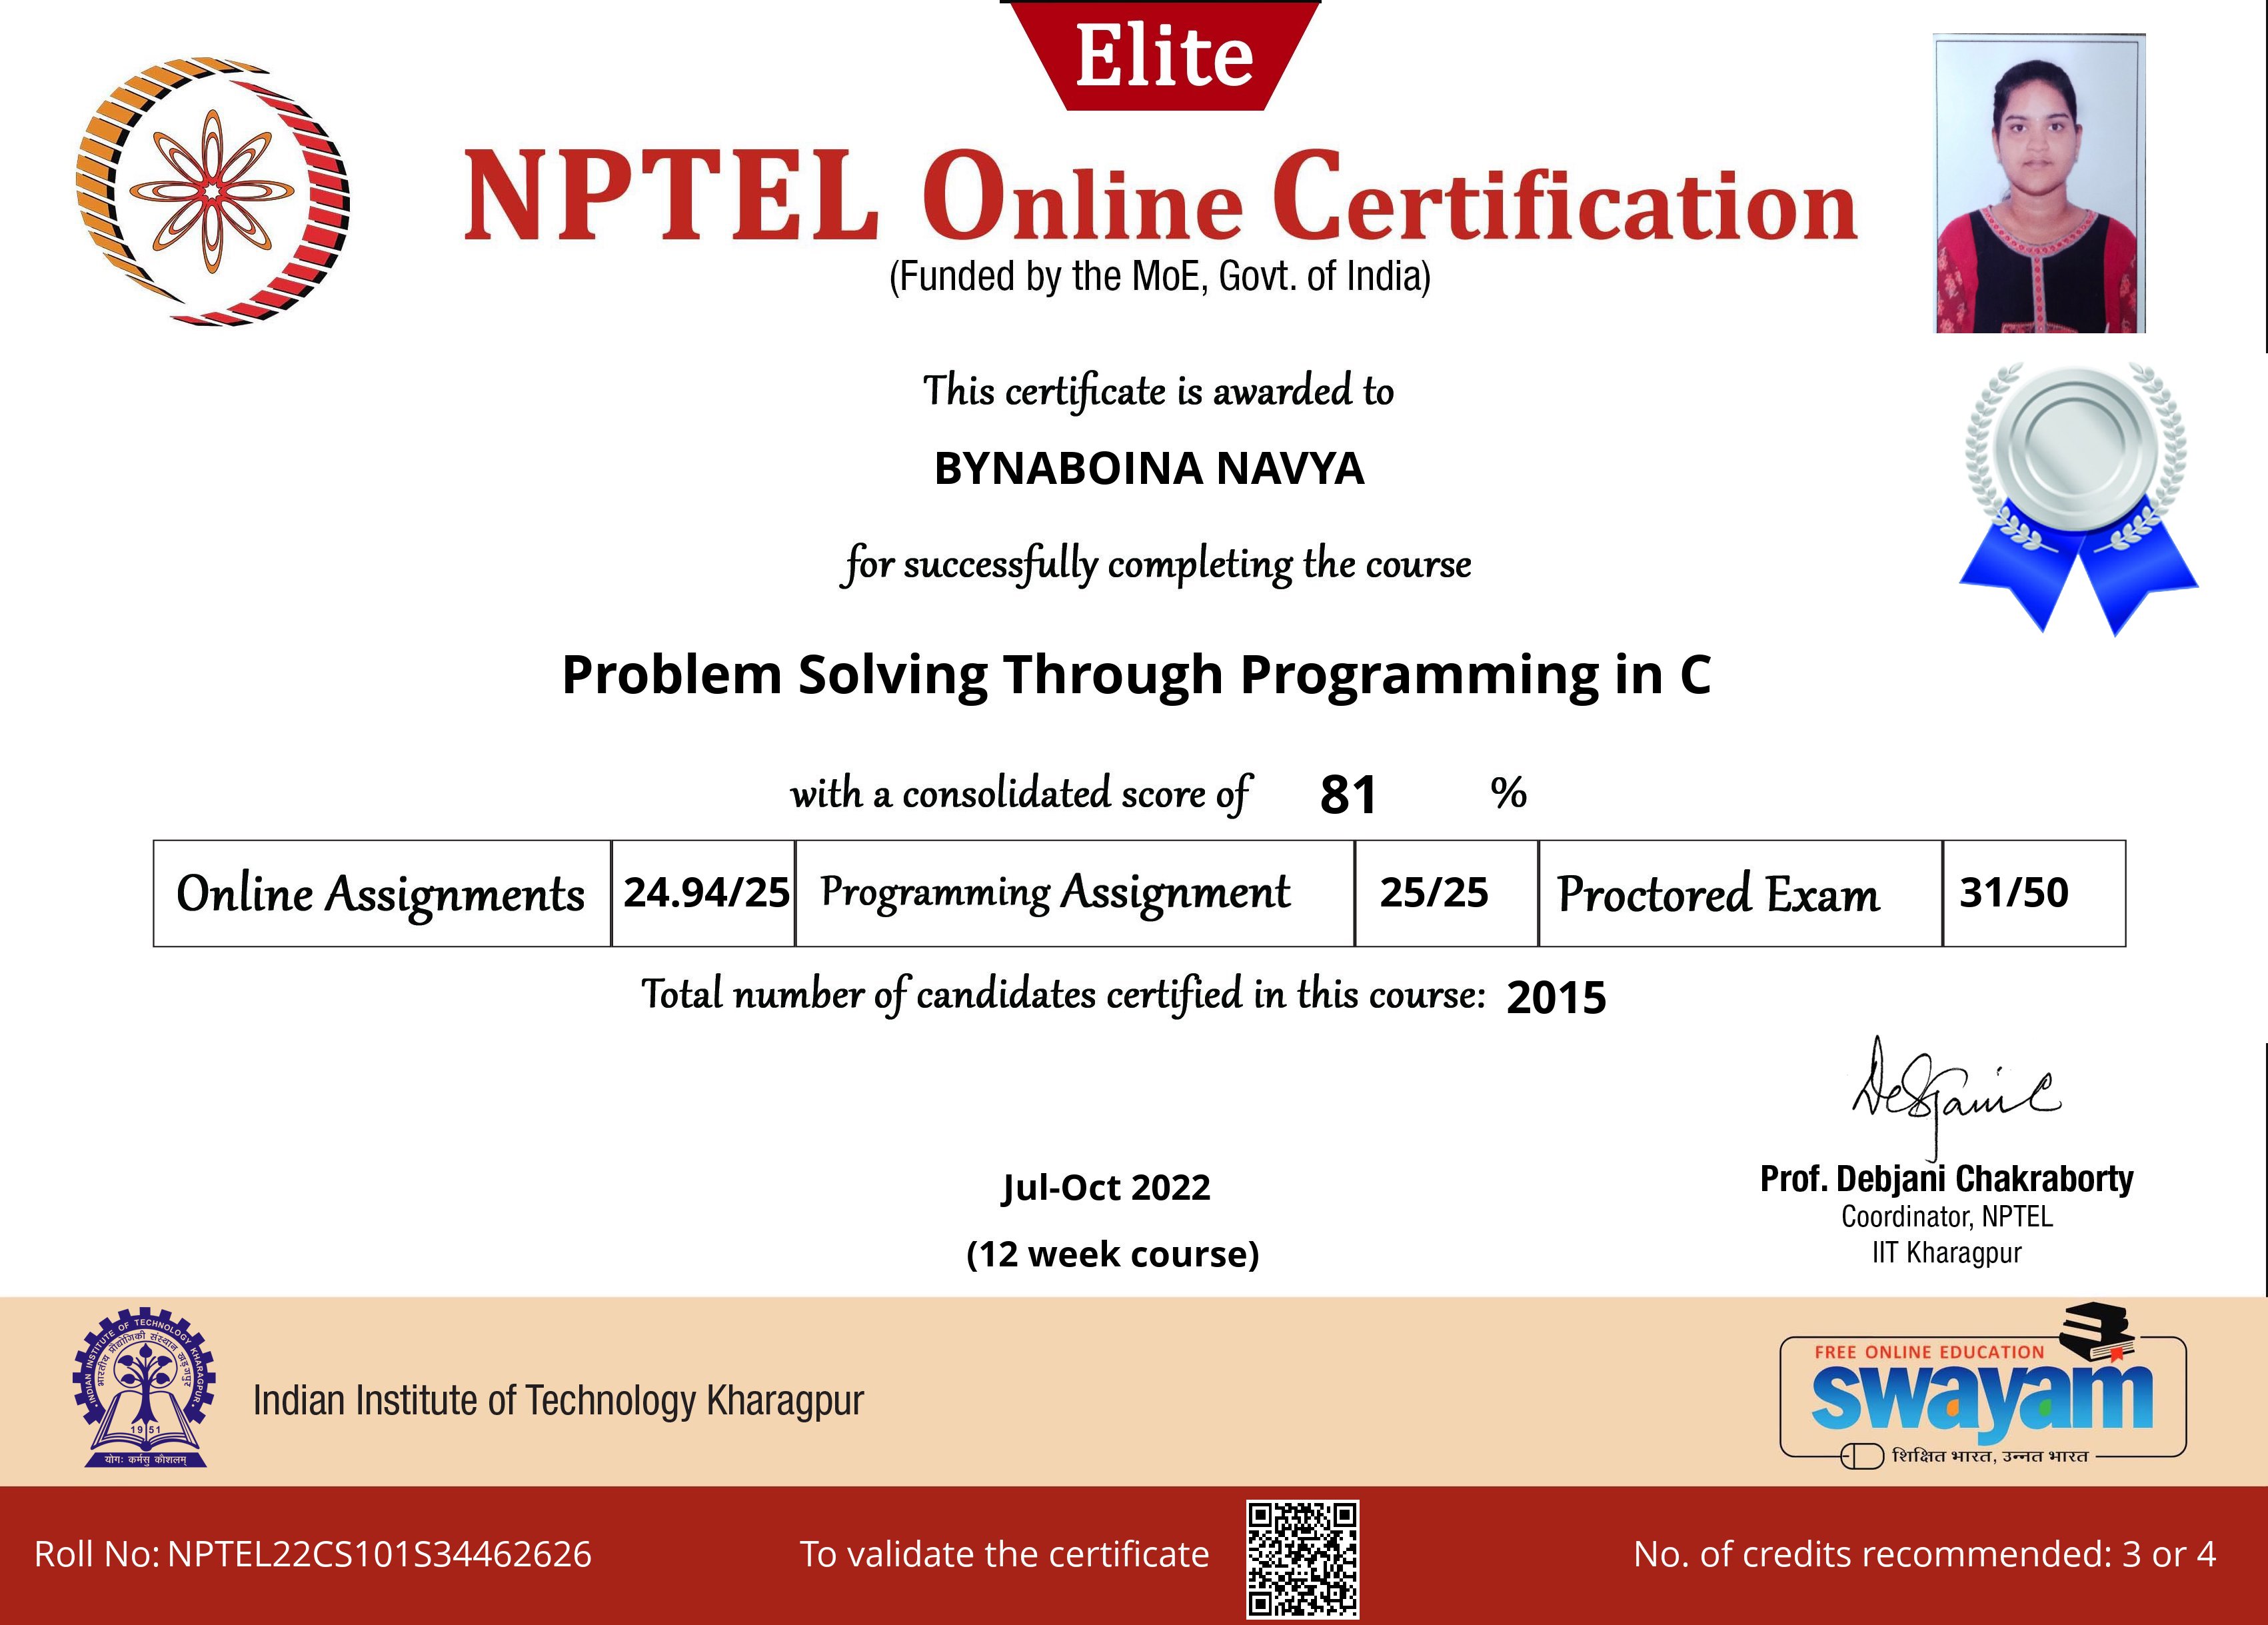 Elite
NPTEL Online Certification
(Funded by the MoE, Govt. of India)
This certificate is awarded to
BYNABOINA NAVYA
for successfully completing the course
Problem Solving Through Programming in C
with a consolidated score of 81 %
Online Assignments 24.94/25 Programming Assignment 25/25 Proctored Exam 31/50
Total number of candidates certified in this course: 2015
Jul-Oct 2022
(12 week course)
Prof. Debjani Chakraborty
Coordinator, NPTEL
IIT Kharagpur
INDIAN INSTITUTE OF TECHNOLOGY KHARAGPUR
भारतीय प्रौद्योगिकी संस्थान खड़गपुर
1951
योगः कर्मसु कौशलम्
Indian Institute of Technology Kharagpur
FREE ONLINE EDUCATION
swayam
शिक्षित भारत, उन्नत भारत
Roll No: NPTEL22CS101S34462626
To validate the certificate
No. of credits recommended: 3 or 4